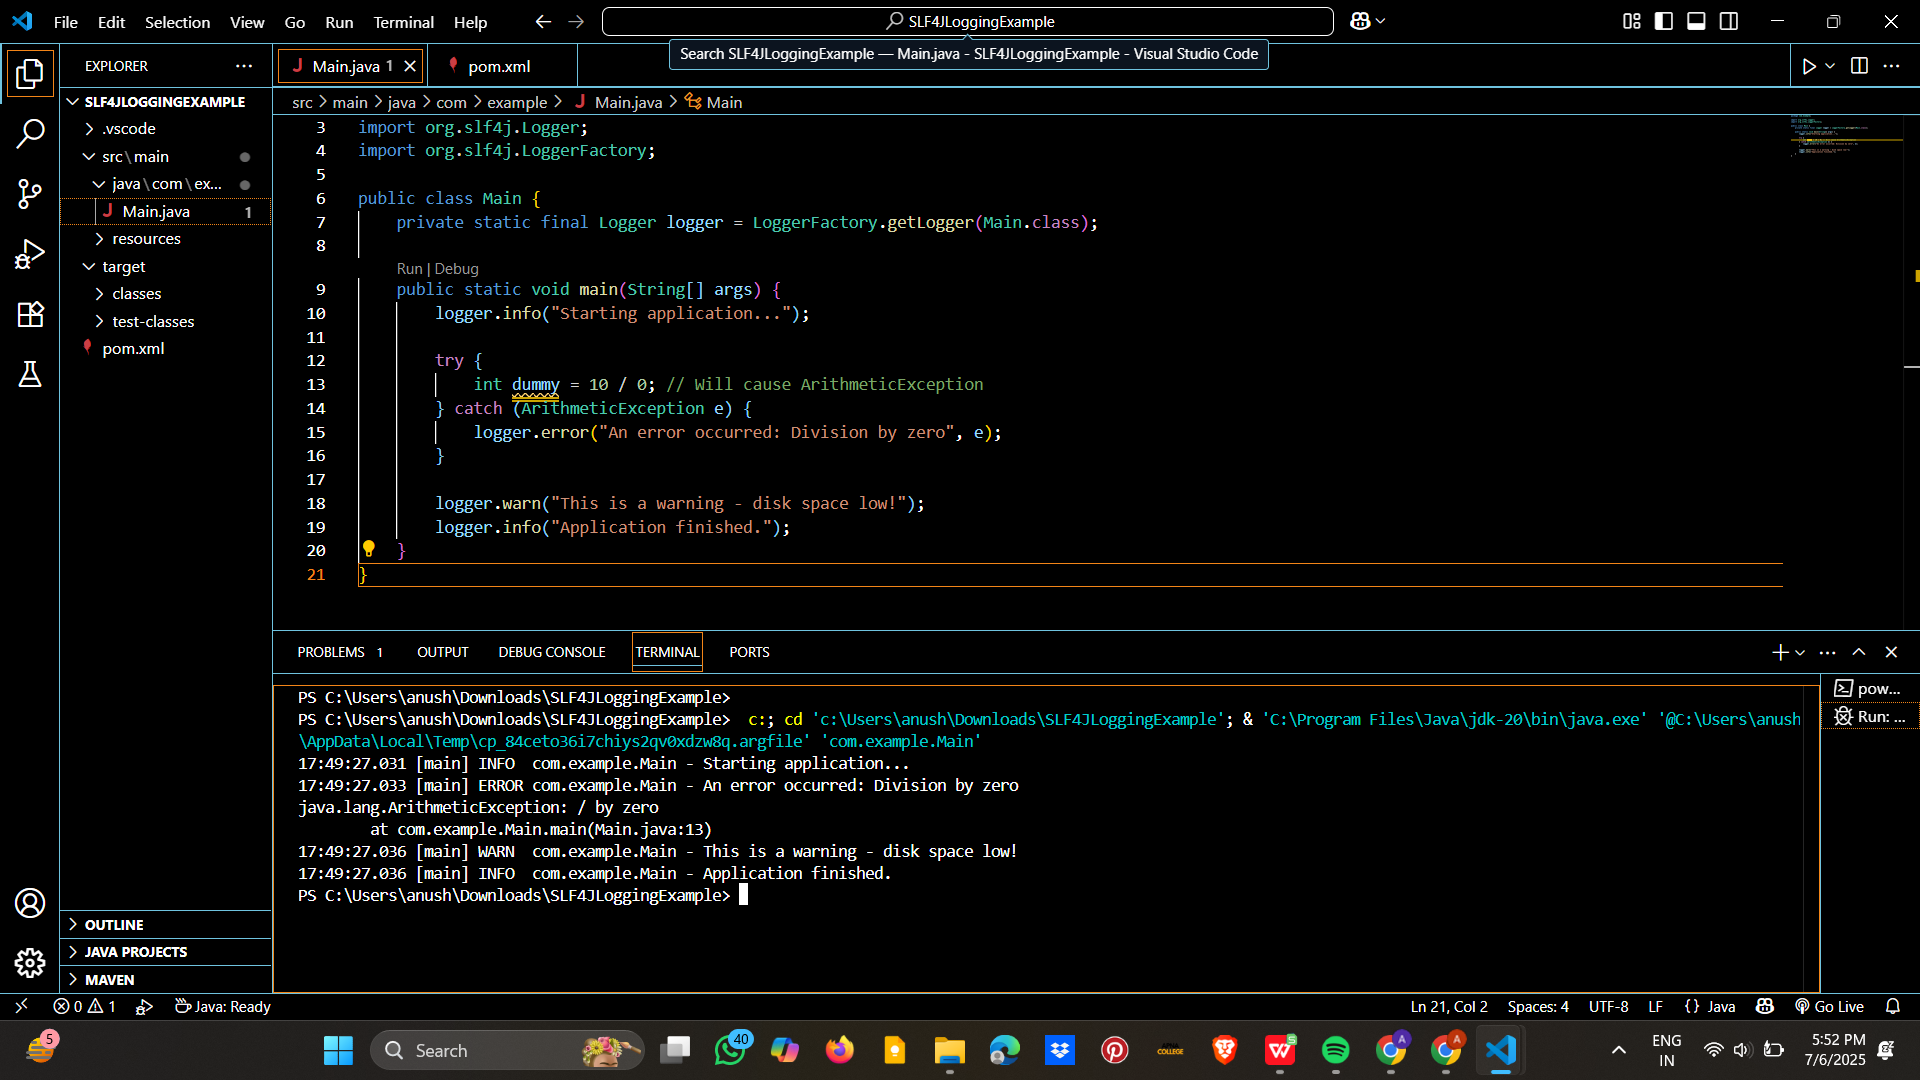 File Edit Selection View Go Run Terminal Help
SLF4JLoggingExample
Search SLF4JLoggingExample — Main.java - SLF4JLoggingExample - Visual Studio Code
EXPLORER
SLF4JLOGGINGEXAMPLE
.vscode
src\main
java\com\ex...
Main.java 1
resources
target
classes
test-classes
pom.xml
OUTLINE
JAVA PROJECTS
MAVEN
Main.java 1
pom.xml
src > main > java > com > example > Main.java > Main
3 import org.slf4j.Logger;
4 import org.slf4j.LoggerFactory;
5
6 public class Main {
7 private static final Logger logger = LoggerFactory.getLogger(Main.class);
8
Run | Debug
9 public static void main(String[] args) {
10 logger.info("Starting application...");
11
12 try {
13 int dummy = 10 / 0; // Will cause ArithmeticException
14 } catch (ArithmeticException e) {
15 logger.error("An error occurred: Division by zero", e);
16 }
17
18 logger.warn("This is a warning - disk space low!");
19 logger.info("Application finished.");
20 }
21 }
PROBLEMS 1 OUTPUT DEBUG CONSOLE TERMINAL PORTS
pow...
Run: ...
PS C:\Users\anush\Downloads\SLF4JLoggingExample>
PS C:\Users\anush\Downloads\SLF4JLoggingExample> c:; cd 'c:\Users\anush\Downloads\SLF4JLoggingExample'; & 'C:\Program Files\Java\jdk-20\bin\java.exe' '@C:\Users\anush
\AppData\Local\Temp\cp_84ceto36i7chiys2qv0xdzw8q.argfile' 'com.example.Main'
17:49:27.031 [main] INFO com.example.Main - Starting application...
17:49:27.033 [main] ERROR com.example.Main - An error occurred: Division by zero
java.lang.ArithmeticException: / by zero
at com.example.Main.main(Main.java:13)
17:49:27.036 [main] WARN com.example.Main - This is a warning - disk space low!
17:49:27.036 [main] INFO com.example.Main - Application finished.
PS C:\Users\anush\Downloads\SLF4JLoggingExample>
0 1 Java: Ready
Ln 21, Col 2 Spaces: 4 UTF-8 LF {} Java Go Live
5
Search
40
COLLEGE
A
A
ENG
IN
5:52 PM
7/6/2025